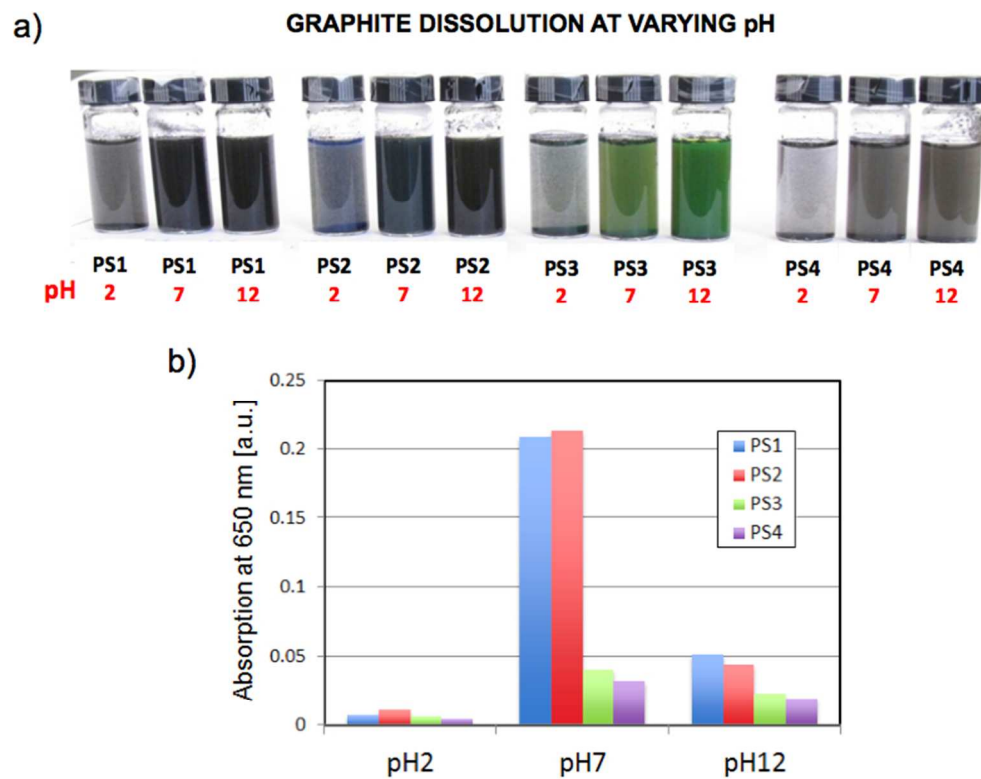 a)
GRAPHITE DISSOLUTION AT VARYING pH
PS1 PS1 PS1 PS2 PS2 PS2 PS3 PS3 PS3 PS4 PS4 PS4
pH 2 7 12 2 7 12 2 7 12 2 7 12
b)
Absorption at 650 nm [a.u.]
0.25
0.2
0.15
0.1
0.05
0
PS1
PS2
PS3
PS4
pH2 pH7 pH12